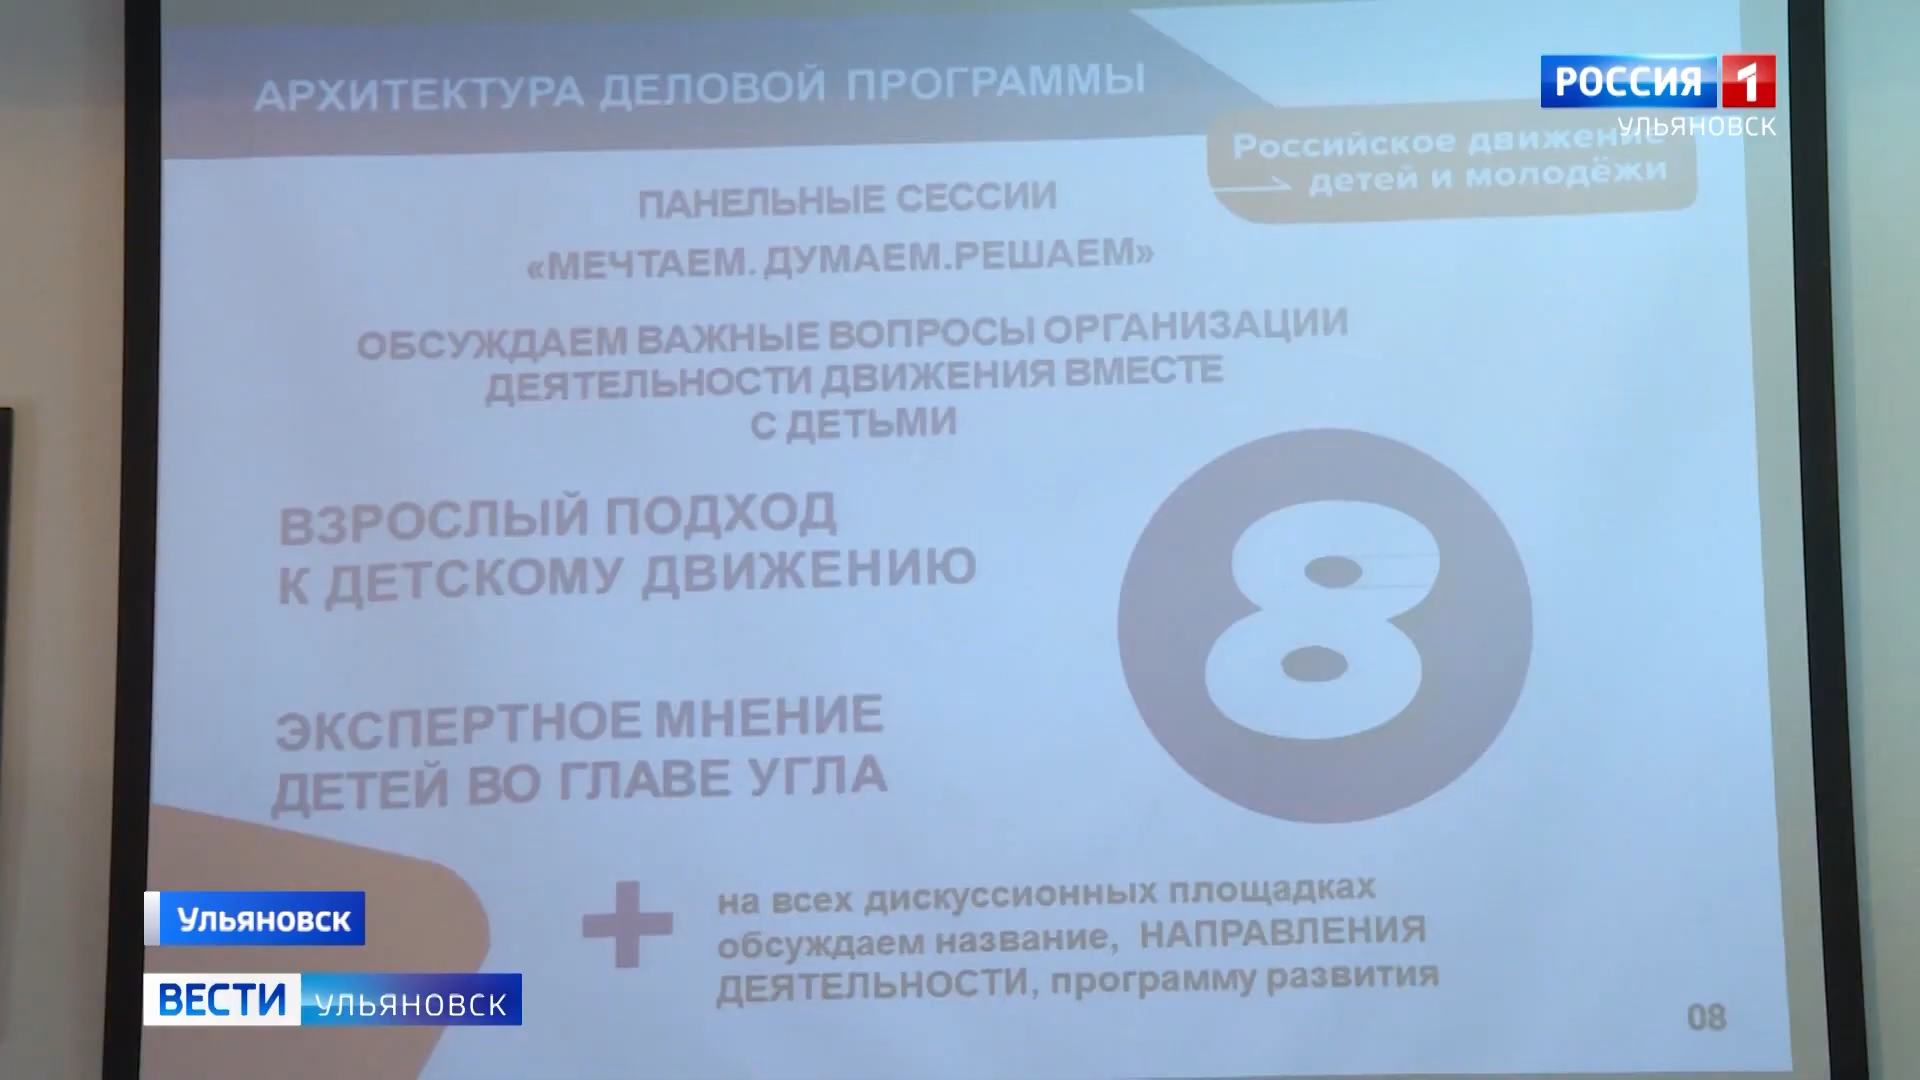 АРХИТЕКТУРА ДЕЛОВОЙ ПРОГРАММЫ
РОССИЯ 1
УЛЬЯНОВСК
Российское движение
детей и молодёжи
ПАНЕЛЬНЫЕ СЕССИИ
«МЕЧТАЕМ. ДУМАЕМ.РЕШАЕМ»
ОБСУЖДАЕМ ВАЖНЫЕ ВОПРОСЫ ОРГАНИЗАЦИИ
ДЕЯТЕЛЬНОСТИ ДВИЖЕНИЯ ВМЕСТЕ
С ДЕТЬМИ
ВЗРОСЛЫЙ ПОДХОД
К ДЕТСКОМУ ДВИЖЕНИЮ
8
ЭКСПЕРТНОЕ МНЕНИЕ
ДЕТЕЙ ВО ГЛАВЕ УГЛА
+
на всех дискуссионных площадках
обсуждаем название, НАПРАВЛЕНИЯ
ДЕЯТЕЛЬНОСТИ, программу развития
08
Ульяновск
ВЕСТИ УЛЬЯНОВСК